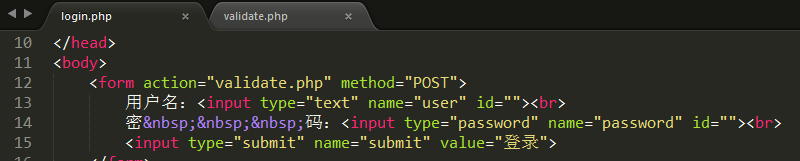 login.php × validate.php ×
10 </head>
11 <body>
12 <form action="validate.php" method="POST">
13 用户名：<input type="text" name="user" id=""><br>
14 密&nbsp;&nbsp;&nbsp;码：<input type="password" name="password" id=""><br>
15 <input type="submit" name="submit" value="登录">
16 </form>